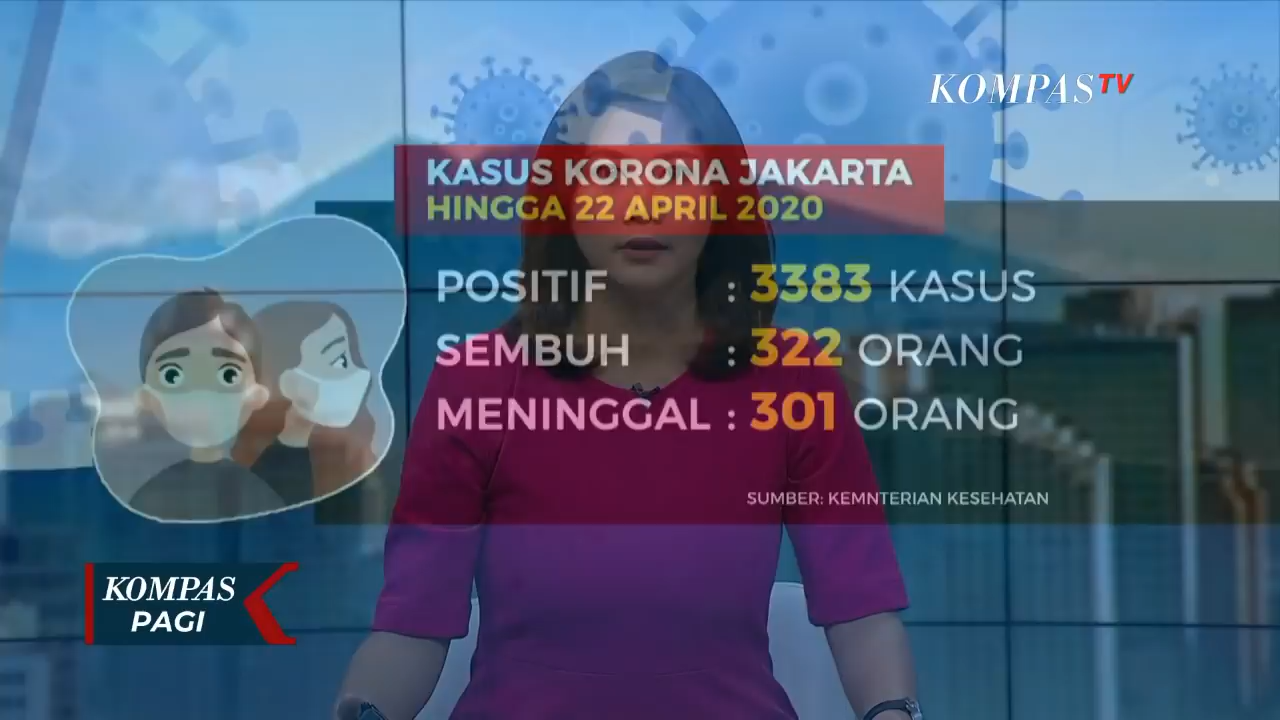 KOMPASTV
KASUS KORONA JAKARTA
HINGGA 22 APRIL 2020
POSITIF : 3383 KASUS
SEMBUH : 322 ORANG
MENINGGAL : 301 ORANG
SUMBER: KEMNTERIAN KESEHATAN
KOMPAS
PAGI